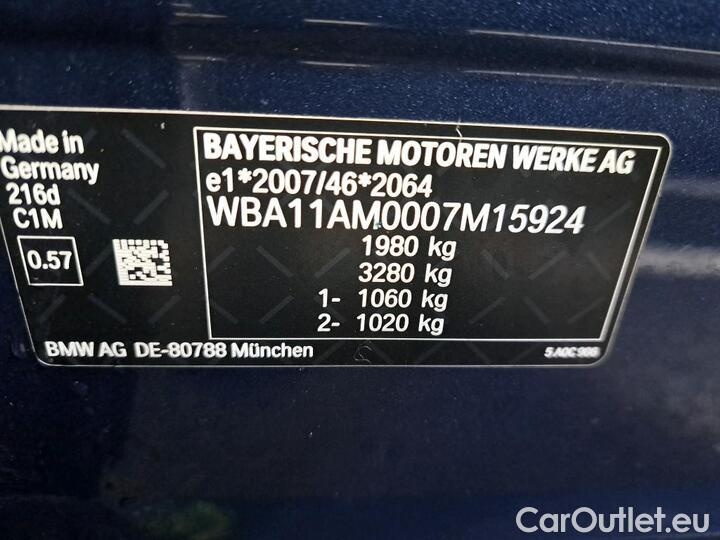 Made in
Germany
216d
C1M
0.57
BAYERISCHE MOTOREN WERKE AG
e1*2007/46*2064
WBA11AM0007M15924
1980 kg
3280 kg
1- 1060 kg
2- 1020 kg
BMW AG DE-80788 München
CarOutlet.eu